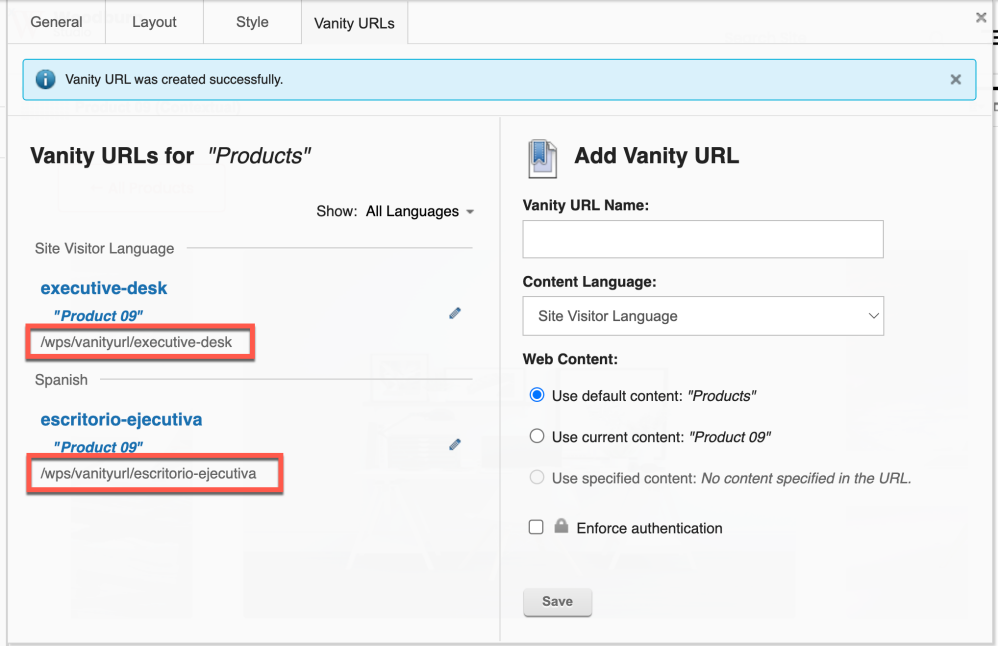 General
Layout
Style
Vanity URLs
Vanity URL was created successfully.
Vanity URLs for "Products"
Show: All Languages
Site Visitor Language
executive-desk
"Product 09"
/wps/vanityurl/executive-desk
Spanish
escritorio-ejecutiva
"Product 09"
/wps/vanityurl/escritorio-ejecutiva
Add Vanity URL
Vanity URL Name:
Content Language:
Site Visitor Language
Web Content:
Use default content: "Products"
Use current content: "Product 09"
Use specified content: No content specified in the URL.
Enforce authentication
Save